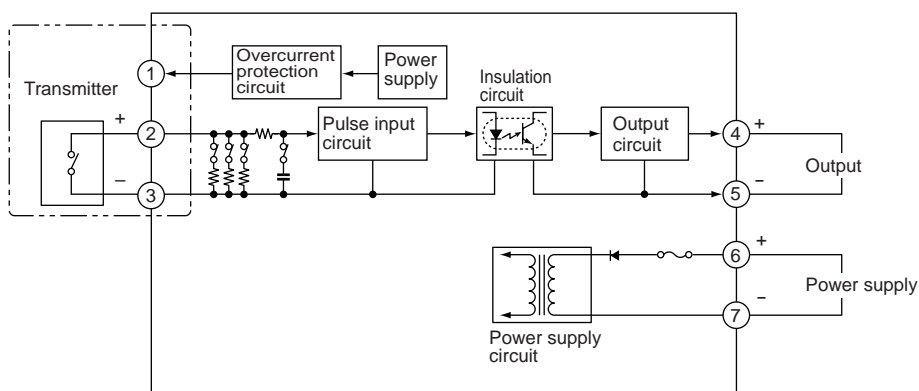 Transmitter
1
Overcurrent
protection
circuit
Power
supply
Insulation
circuit
+
2
Pulse input
circuit
Output
circuit
4
+
−
3
5
−
Output
6
+
Power supply
7
−
Power supply
circuit